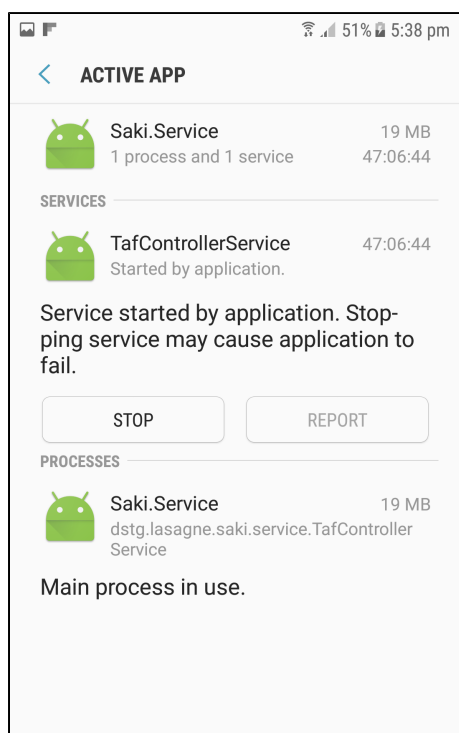 51% 5:38 pm
ACTIVE APP
Saki.Service 19 MB
1 process and 1 service 47:06:44
SERVICES
TafControllerService 47:06:44
Started by application.
Service started by application. Stop-
ping service may cause application to
fail.
STOP REPORT
PROCESSES
Saki.Service 19 MB
dstg.lasagne.saki.service.TafController
Service
Main process in use.